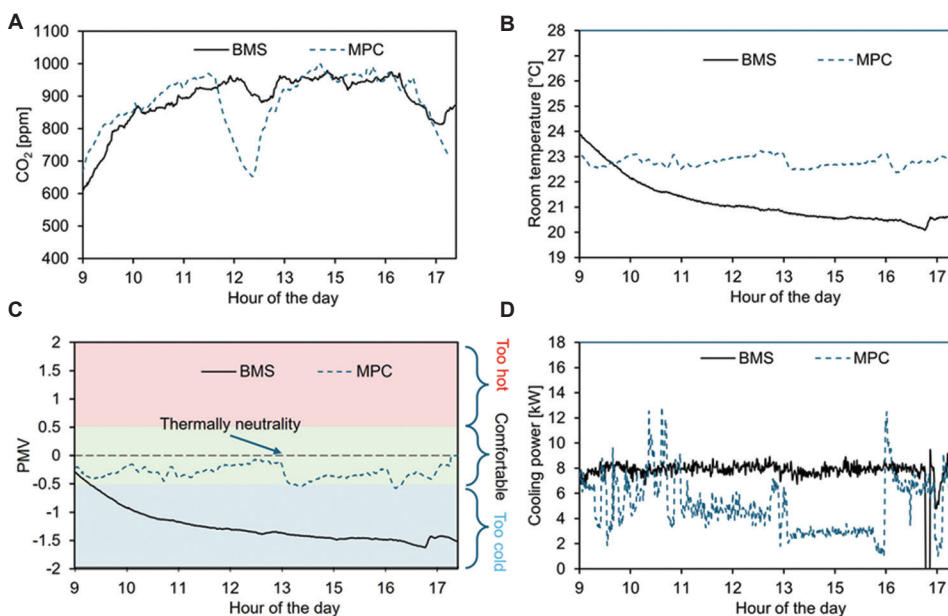 A
1100
1000
900
800
700
600
500
400
CO2 [ppm]
BMS
MPC
9 10 11 12 13 14 15 16 17
Hour of the day
B
28
27
26
25
24
23
22
21
20
19
Room temperature [°C]
BMS
MPC
9 10 11 12 13 14 15 16 17
Hour of the day
C
2
1.5
1
0.5
0
-0.5
-1
-1.5
-2
PMV
BMS
MPC
Thermally neutrality
Too hot
Comfortable
Too cold
9 10 11 12 13 14 15 16 17
Hour of the day
D
18
16
14
12
10
8
6
4
2
0
Cooling power [kW]
BMS
MPC
9 10 11 12 13 14 15 16 17
Hour of the day